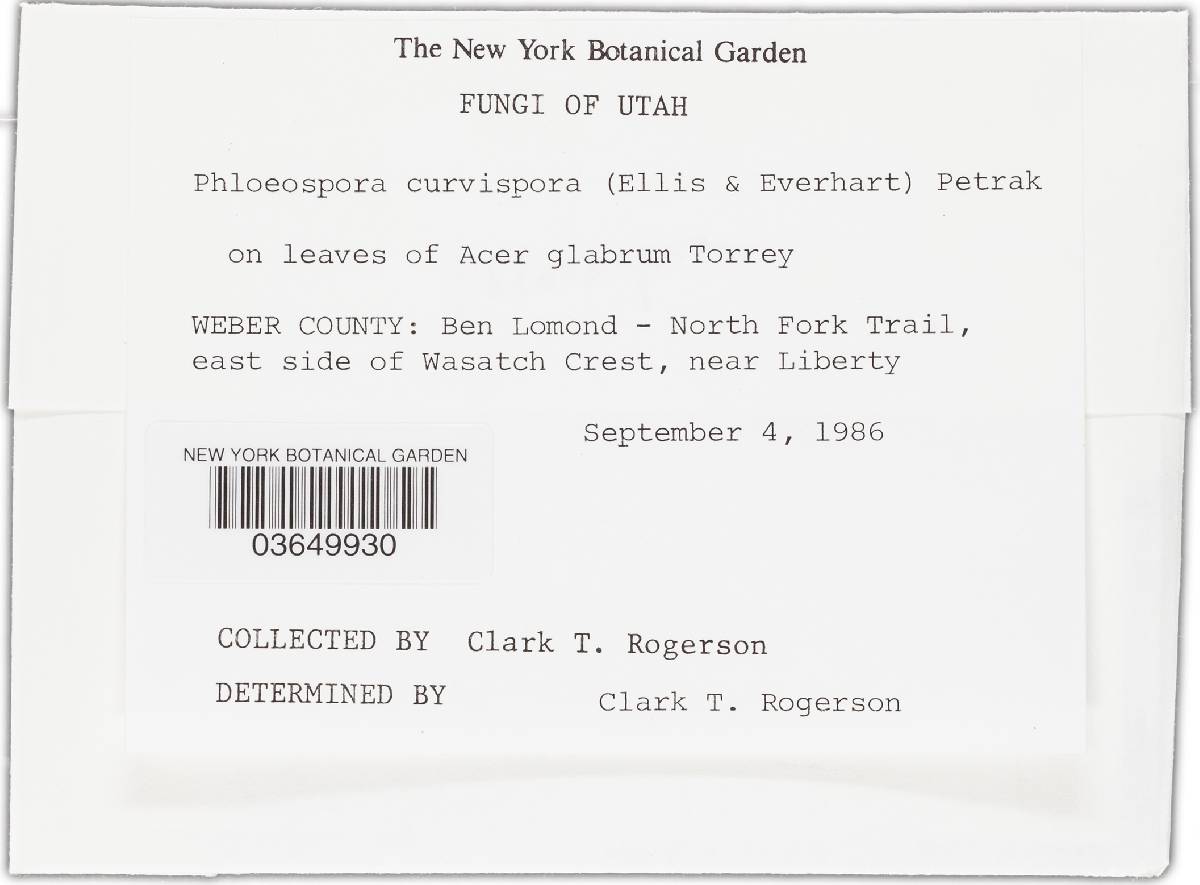 The New York Botanical Garden
FUNGI OF UTAH
Phloeospora curvispora (Ellis & Everhart) Petrak
on leaves of Acer glabrum Torrey
WEBER COUNTY: Ben Lomond - North Fork Trail,
east side of Wasatch Crest, near Liberty
September 4, 1986
NEW YORK BOTANICAL GARDEN
03649930
COLLECTED BY Clark T. Rogerson
DETERMINED BY Clark T. Rogerson